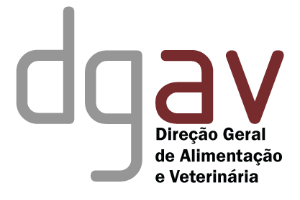 dgav
Direção Geral
de Alimentação
e Veterinária